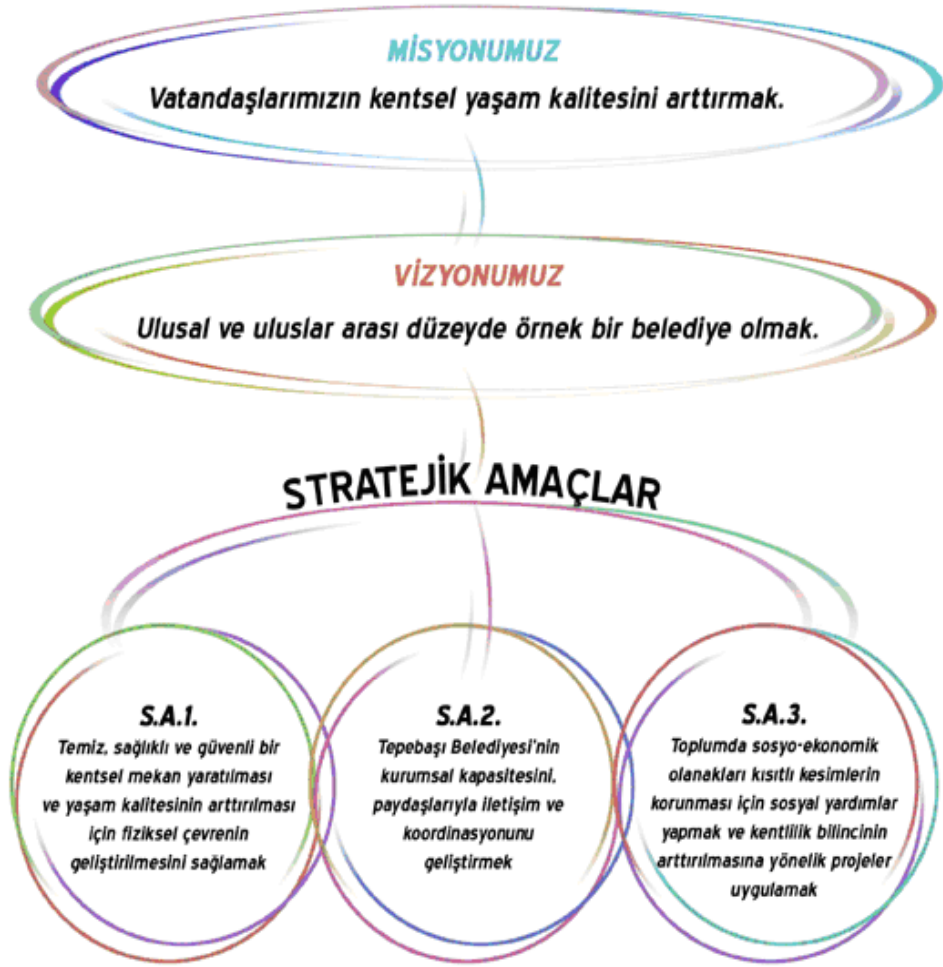 MİSYONUMUZ
Vatandaşlarımızın kentsel yaşam kalitesini arttırmak.
VİZYONUMUZ
Ulusal ve uluslar arası düzeyde örnek bir belediye olmak.
STRATEJİK AMAÇLAR
S.A.1.
Temiz, sağlıklı ve güvenli bir
kentsel mekan yaratılması
ve yaşam kalitesinin arttırılması
için fiziksel çevrenin
geliştirilmesini sağlamak
S.A.2.
Tepebaşı Belediyesi'nin
kurumsal kapasitesini,
paydaşlarıyla iletişim ve
koordinasyonunu
geliştirmek
S.A.3.
Toplumda sosyo-ekonomik
olanakları kısıtlı kesimlerin
korunması için sosyal yardımlar
yapmak ve kentlilik bilincinin
arttırılmasına yönelik projeler
uygulamak